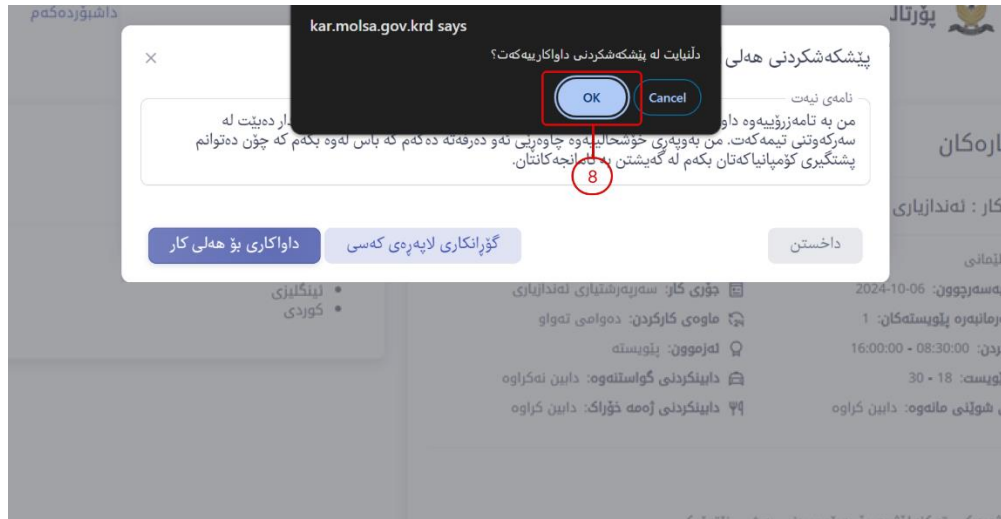 داشبۆردەکەم
پۆرتاڵ
kar.molsa.gov.krd says
دڵنیایت لە پێشکەشکردنی داواکارییەکەت؟
OK
Cancel
پێشکەشکردنی هەلی
×
نامەی نیەت
من بە تامەزرۆییەوە
سەرکەوتنی تیمەکەت. من بەوپەڕی خۆشحاڵییەوە چاوەڕێی ئەو دەرفەتە دەکەم کە باس لەوە بکەم کە چۆن دەتوانم
پشتگیری کۆمپانیاکەتان بکەم لە گەیشتن بە ئامانجەکانتان.
8
داخستن
گۆڕانکاری لاپەڕەی کەسی
داواکاری بۆ هەلی کار
کار : ئەندازیاری
2024-10-06
جۆری کار: سەرپەرشتیاری ئەندازیاری
ئینگلیزی
1
ماوەی کارکردن: دەوامی تەواو
کوردی
08:30:00 - 16:00:00
ئەزموون: پێویستە
18 - 30
دابینکردنی گواستنەوە: دابین نەکراوە
شوێنی مانەوە: دابین کراوە
دابینکردنی ژەمە خۆراک: دابین کراوە